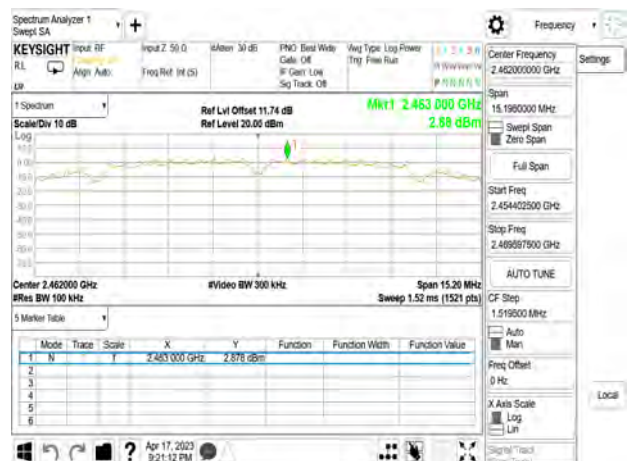 Spectrum Analyzer 1
Swept SA
+
Frequency
Settings
KEYSIGHT
Input: RF
Input Z: 50 Ω
#Atten: 30 dB
PNO: Best Wide
Avg Type: Log-Power
RL
Align: Auto
Freq Ref: Int (S)
Gate: Off
Trig: Free Run
IF Gain: Low
Sig Track: Off
P N N N N N
1 Spectrum
Ref Lvl Offset 11.74 dB
Mkr1 2.463 000 GHz
Scale/Div 10 dB
Ref Level 20.00 dBm
2.88 dBm
Log
1
Center 2.462000 GHz
#Video BW 300 kHz
Span 15.20 MHz
#Res BW 100 kHz
Sweep 1.52 ms (1521 pts)
5 Marker Table
Mode Trace Scale X Y Function Function Width Function Value
1 N f 2.463 000 GHz 2.878 dBm
2
3
4
5
6
Center Frequency
2.462000000 GHz
Span
15.1980000 MHz
Swept Span
Zero Span
Full Span
Start Freq
2.454402500 GHz
Stop Freq
2.469597500 GHz
AUTO TUNE
CF Step
1.519800 MHz
Auto
Man
Freq Offset
0 Hz
X Axis Scale
Log
Lin
Signal Track
Local
?
Apr 17, 2023
9:21:12 PM